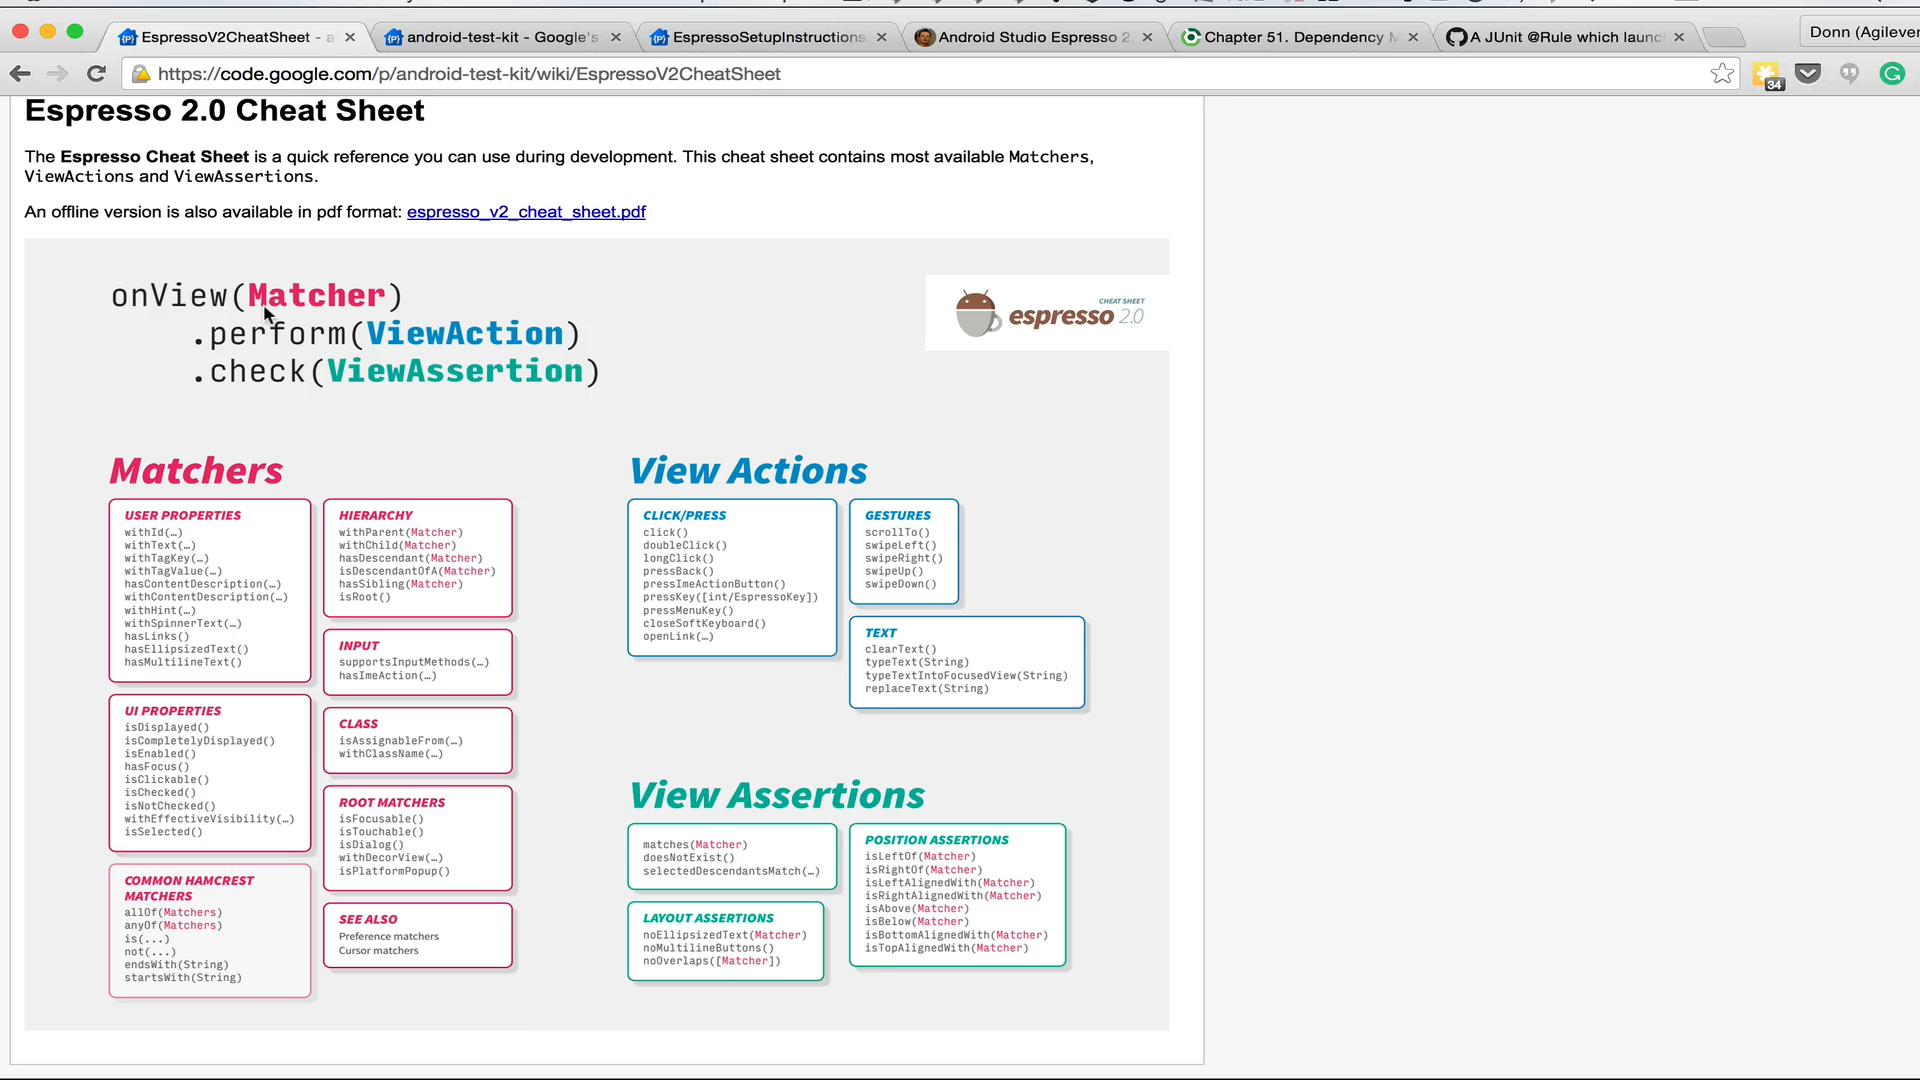 EspressoV2CheatSheet - a
android-test-kit - Google's
EspressoSetupInstructions
Android Studio Espresso 2.
Chapter 51. Dependency M
A JUnit @Rule which launc
Donn (Agilever
https://code.google.com/p/android-test-kit/wiki/EspressoV2CheatSheet
34
Espresso 2.0 Cheat Sheet
The Espresso Cheat Sheet is a quick reference you can use during development. This cheat sheet contains most available Matchers,
ViewActions and ViewAssertions.
An offline version is also available in pdf format: espresso_v2_cheat_sheet.pdf
onView(Matcher)
.perform(ViewAction)
.check(ViewAssertion)
CHEAT SHEET
espresso 2.0
Matchers
USER PROPERTIES
withId(…)
withText(…)
withTagKey(…)
withTagValue(…)
hasContentDescription(…)
withContentDescription(…)
withHint(…)
withSpinnerText(…)
hasLinks()
hasEllipsizedText()
hasMultilineText()
UI PROPERTIES
isDisplayed()
isCompletelyDisplayed()
isEnabled()
hasFocus()
isClickable()
isChecked()
isNotChecked()
withEffectiveVisibility(…)
isSelected()
COMMON HAMCREST
MATCHERS
allOf(Matchers)
anyOf(Matchers)
is(...)
not(...)
endsWith(String)
startsWith(String)
HIERARCHY
withParent(Matcher)
withChild(Matcher)
hasDescendant(Matcher)
isDescendantOfA(Matcher)
hasSibling(Matcher)
isRoot()
INPUT
supportsInputMethods(…)
hasImeAction(…)
CLASS
isAssignableFrom(…)
withClassName(…)
ROOT MATCHERS
isFocusable()
isTouchable()
isDialog()
withDecorView(…)
isPlatformPopup()
SEE ALSO
Preference matchers
Cursor matchers
View Actions
CLICK/PRESS
click()
doubleClick()
longClick()
pressBack()
pressImeActionButton()
pressKey([int/EspressoKey])
pressMenuKey()
closeSoftKeyboard()
openLink(…)
GESTURES
scrollTo()
swipeLeft()
swipeRight()
swipeUp()
swipeDown()
TEXT
clearText()
typeText(String)
typeTextIntoFocusedView(String)
replaceText(String)
View Assertions
matches(Matcher)
doesNotExist()
selectedDescendantsMatch(…)
LAYOUT ASSERTIONS
noEllipsizedText(Matcher)
noMultilineButtons()
noOverlaps([Matcher])
POSITION ASSERTIONS
isLeftOf(Matcher)
isRightOf(Matcher)
isLeftAlignedWith(Matcher)
isRightAlignedWith(Matcher)
isAbove(Matcher)
isBelow(Matcher)
isBottomAlignedWith(Matcher)
isTopAlignedWith(Matcher)